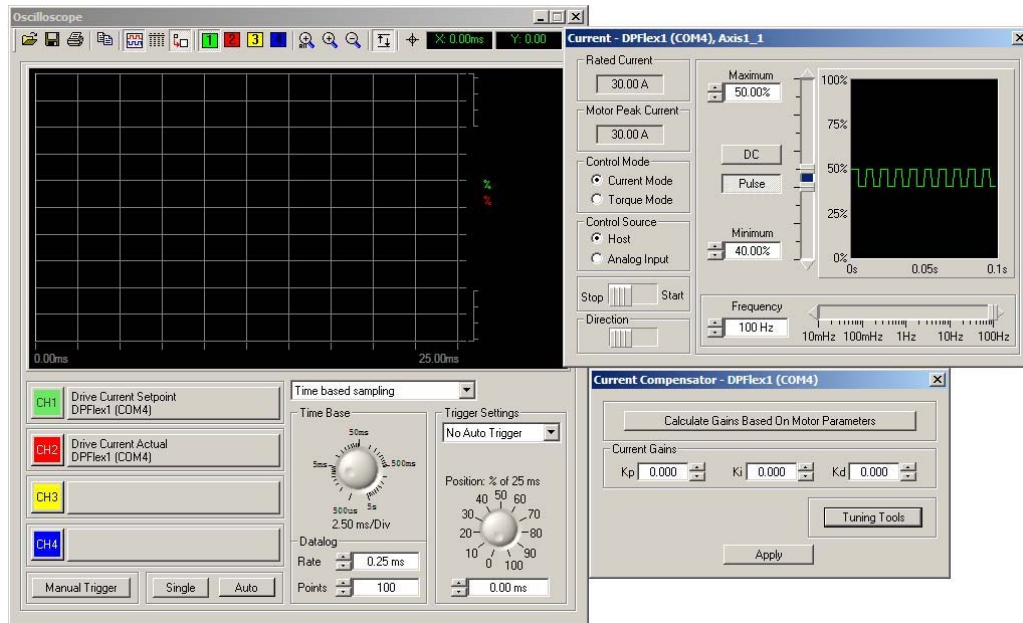 Oscilloscope
1 2 3
X: 0.00ms Y: 0.00
%
%
0.00ms 25.00ms
CH1 Drive Current Setpoint
DPFlex1 (COM4)
CH2 Drive Current Actual
DPFlex1 (COM4)
CH3
CH4
Manual Trigger Single Auto
Time based sampling
Time Base
50ms
5ms 500ms
500us 5s
2.50 ms/Div
Datalog
Rate 0.25 ms
Points 100
Trigger Settings
No Auto Trigger
Position: % of 25 ms
40 50 60
30 70
20 80
10 90
0 100
0.00 ms
Current - DPFlex1 (COM4), Axis1_1
Rated Current
30.00 A
Motor Peak Current
30.00 A
Control Mode
Current Mode
Torque Mode
Control Source
Host
Analog Input
Stop Start
Direction
Maximum
50.00%
DC
Pulse
Minimum
40.00%
100%
75%
50%
25%
0%
0s 0.05s 0.1s
Frequency
100 Hz
10mHz 100mHz 1Hz 10Hz 100Hz
Current Compensator - DPFlex1 (COM4)
Calculate Gains Based On Motor Parameters
Current Gains
Kp 0.000 Ki 0.000 Kd 0.000
Tuning Tools
Apply